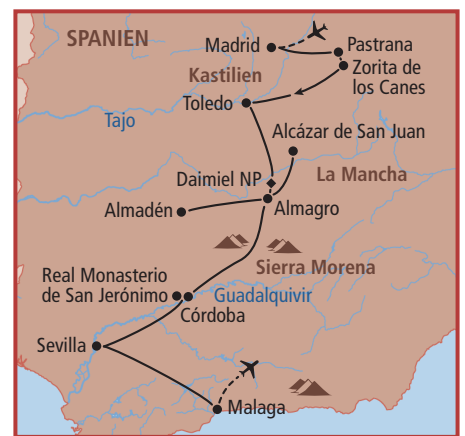 SPANIEN
Madrid
Pastrana
Kastilien
Zorita de
los Canes
Toledo
Tajo
Alcázar de San Juan
Daimiel NP
La Mancha
Almadén
Almagro
Sierra Morena
Real Monasterio
de San Jerónimo
Guadalquivir
Córdoba
Sevilla
Malaga